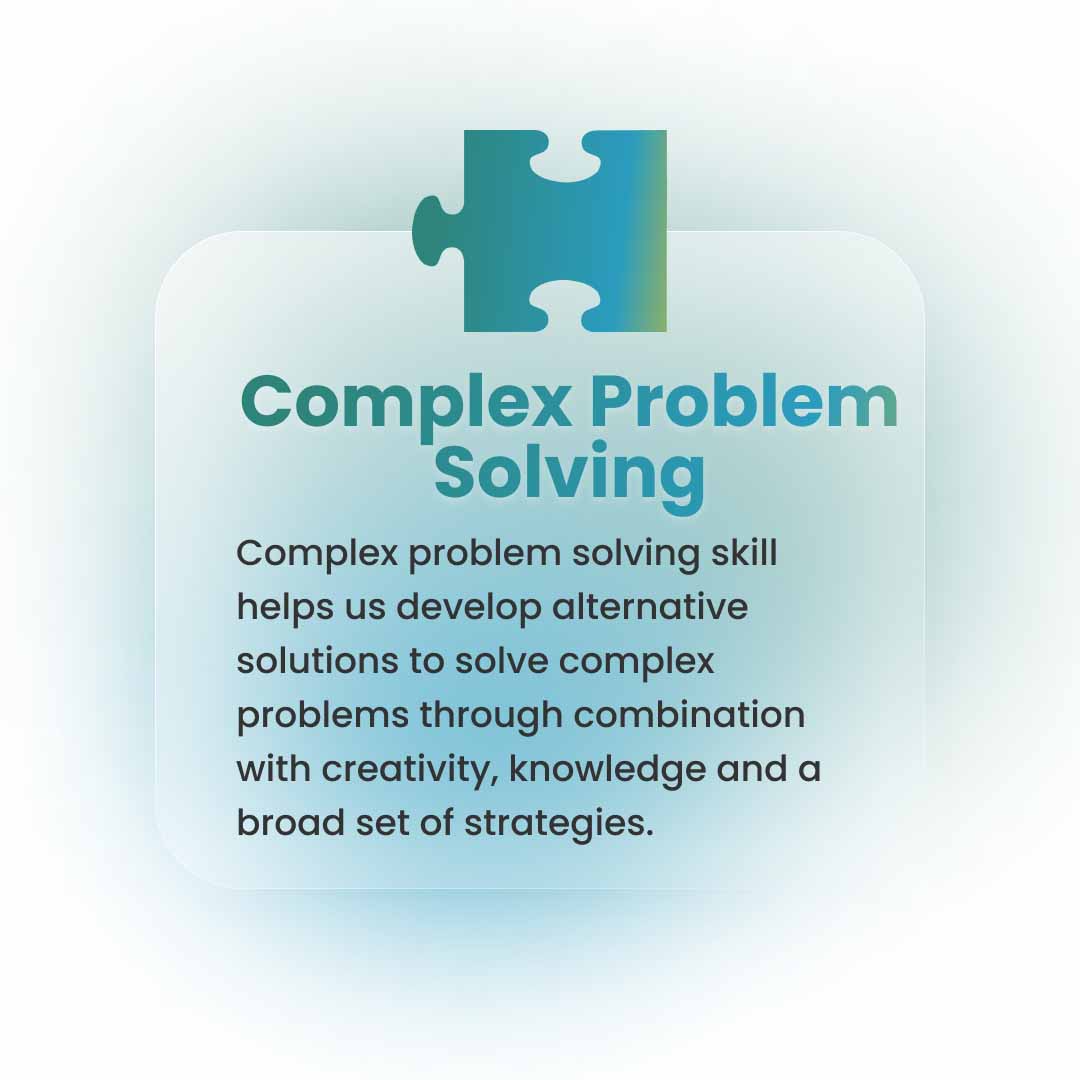 Complex Problem
Solving
Complex problem solving skill
helps us develop alternative
solutions to solve complex
problems through combination
with creativity, knowledge and a
broad set of strategies.